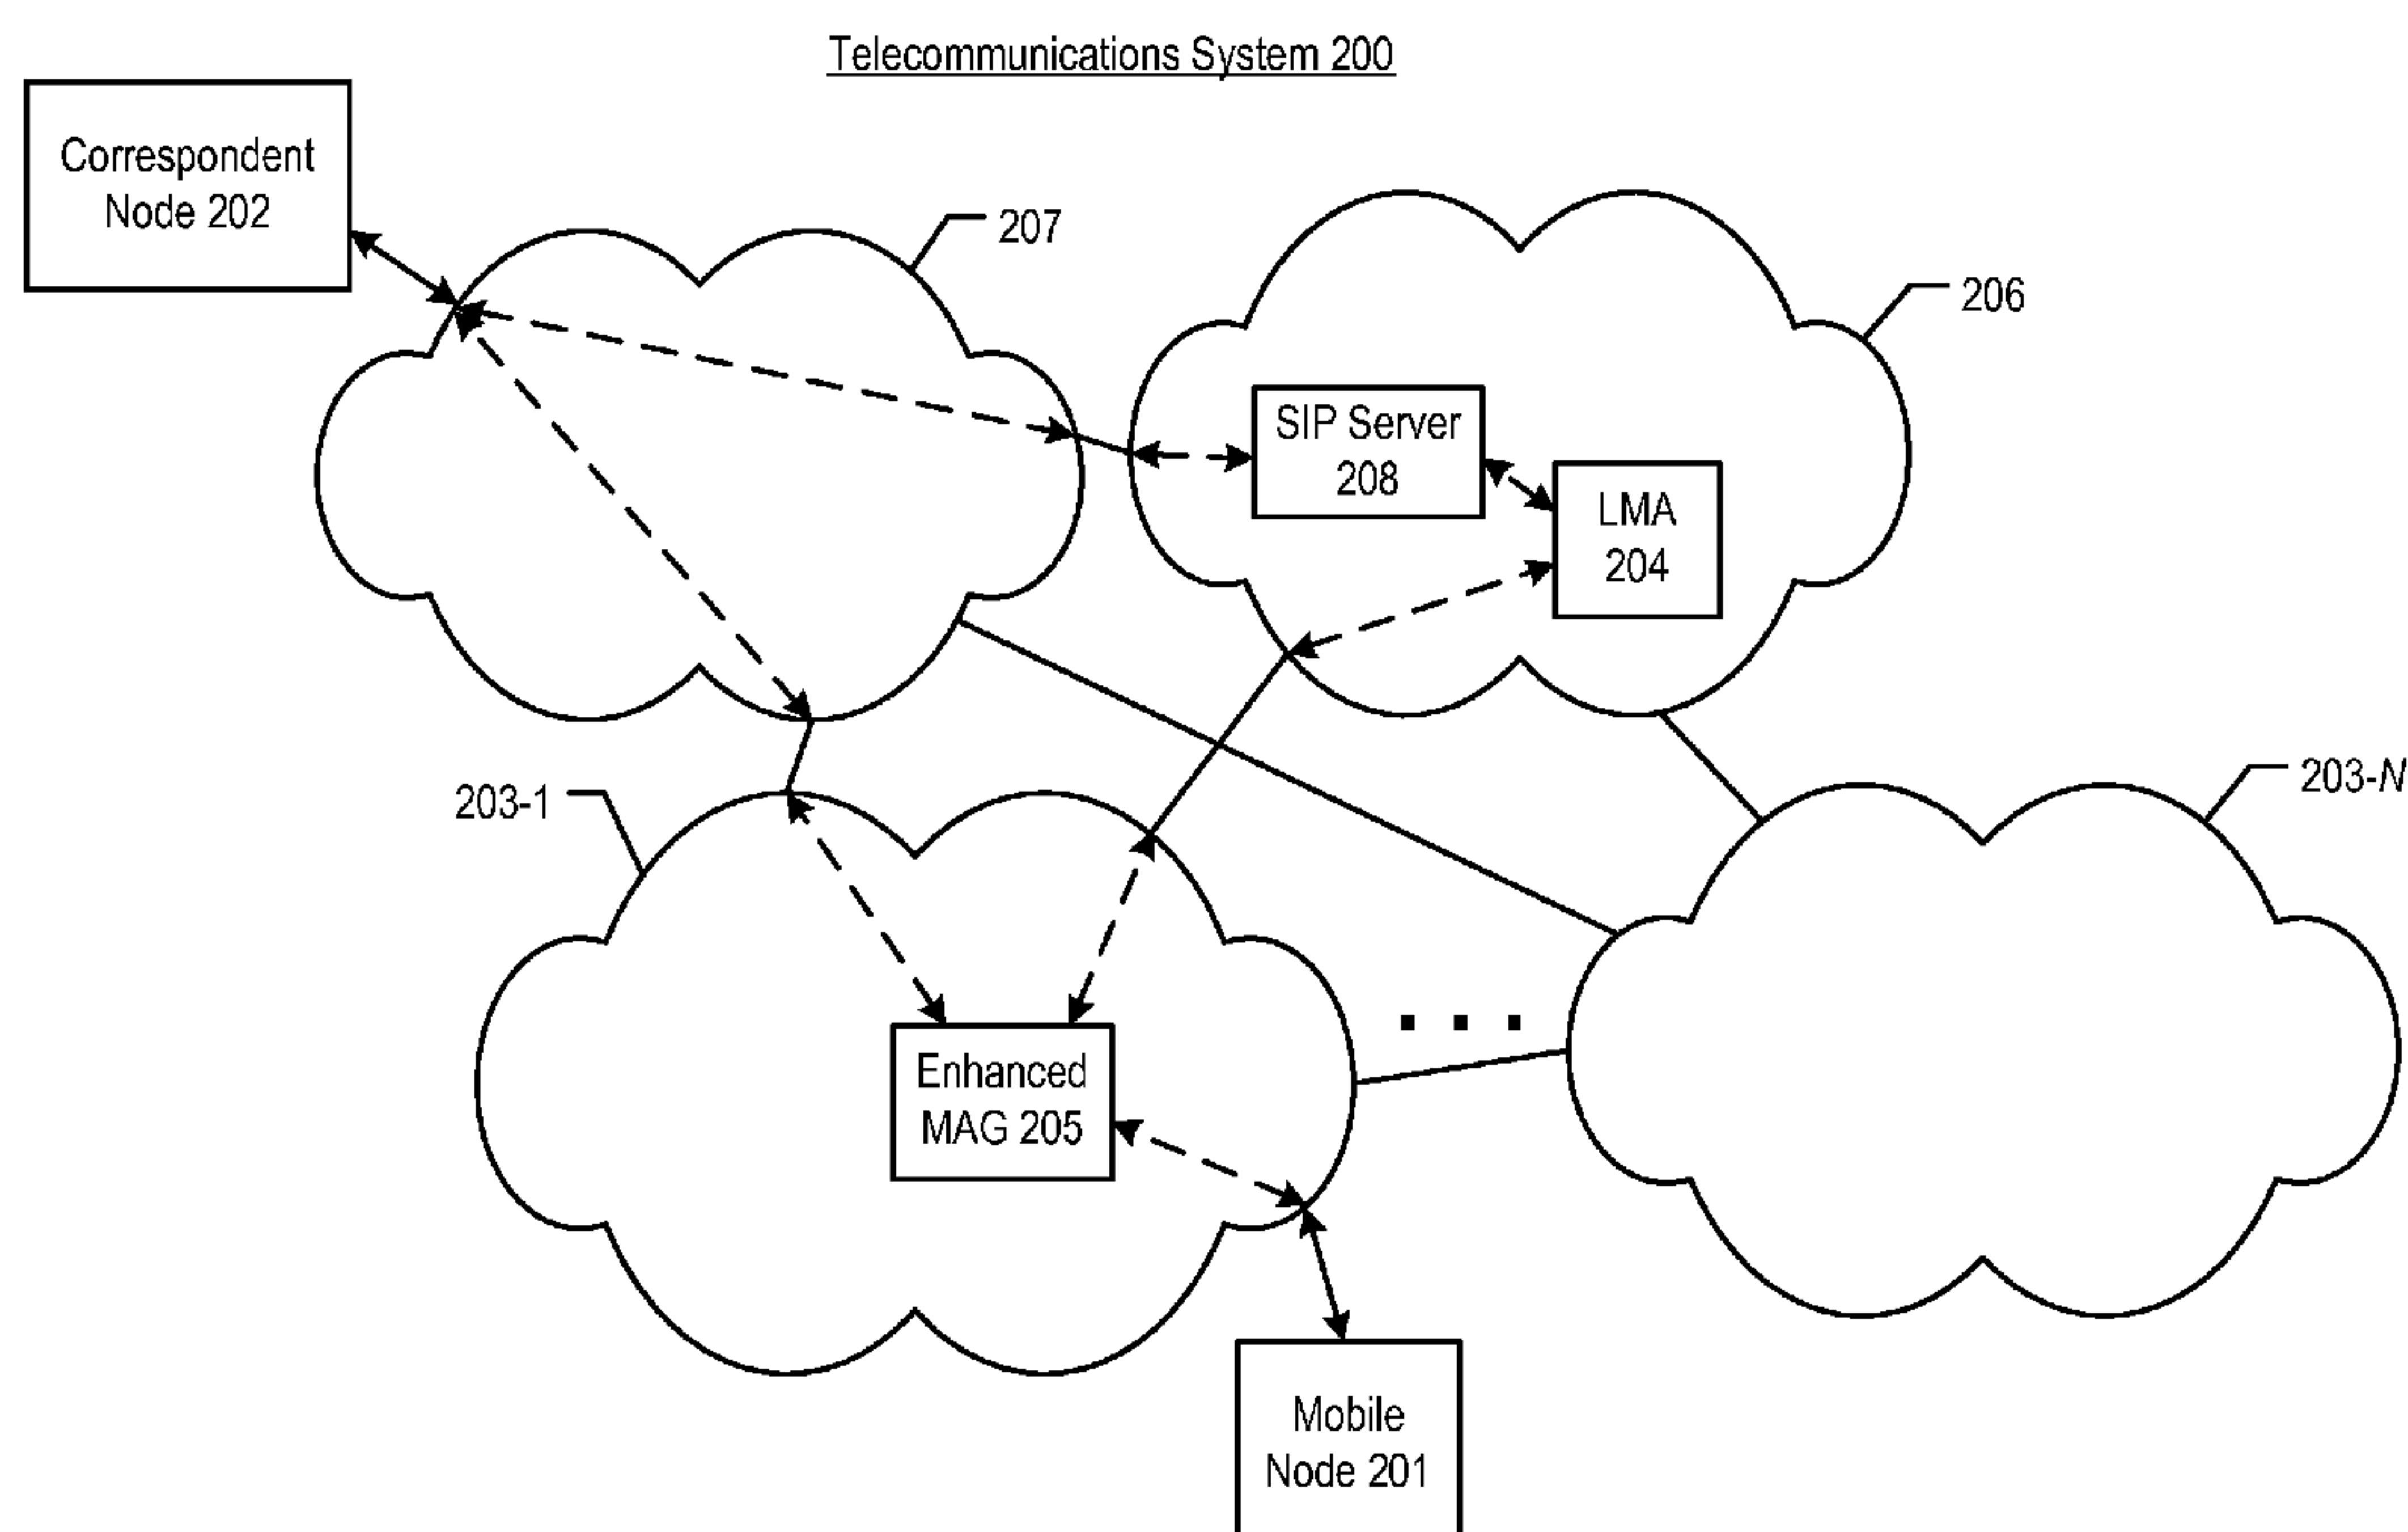 Telecommunications System 200
Correspondent
Node 202
207
206
SIP Server
208
LMA
204
203-1
203-N
Enhanced
MAG 205
Mobile
Node 201